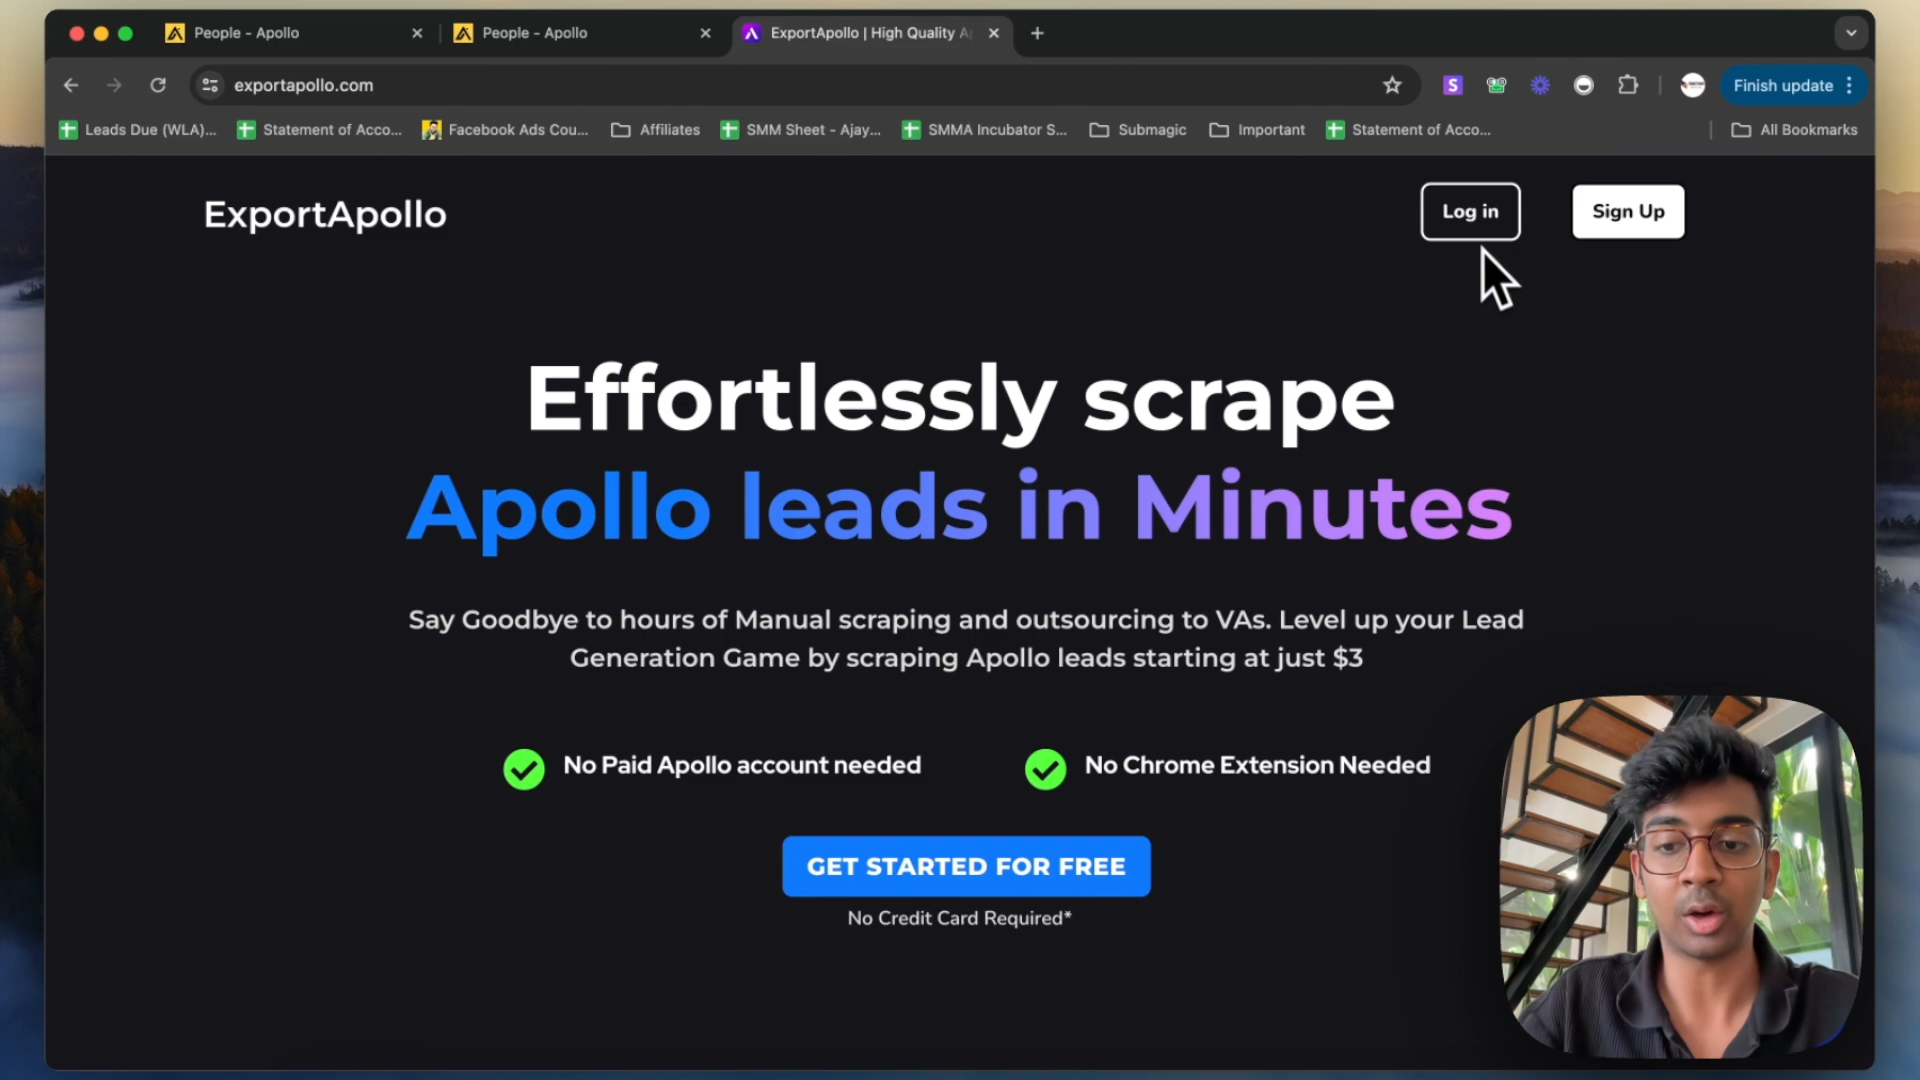 People - Apollo
People - Apollo
ExportApollo | High Quality A
exportapollo.com
S
Finish update
Leads Due (WLA)...
Statement of Acco...
Facebook Ads Cou...
Affiliates
SMM Sheet - Ajay...
SMMA Incubator S...
Submagic
Important
Statement of Acco...
All Bookmarks
ExportApollo
Log in
Sign Up
Effortlessly scrape
Apollo leads in Minutes
Say Goodbye to hours of Manual scraping and outsourcing to VAs. Level up your Lead
Generation Game by scraping Apollo leads starting at just $3
No Paid Apollo account needed
No Chrome Extension Needed
GET STARTED FOR FREE
No Credit Card Required*